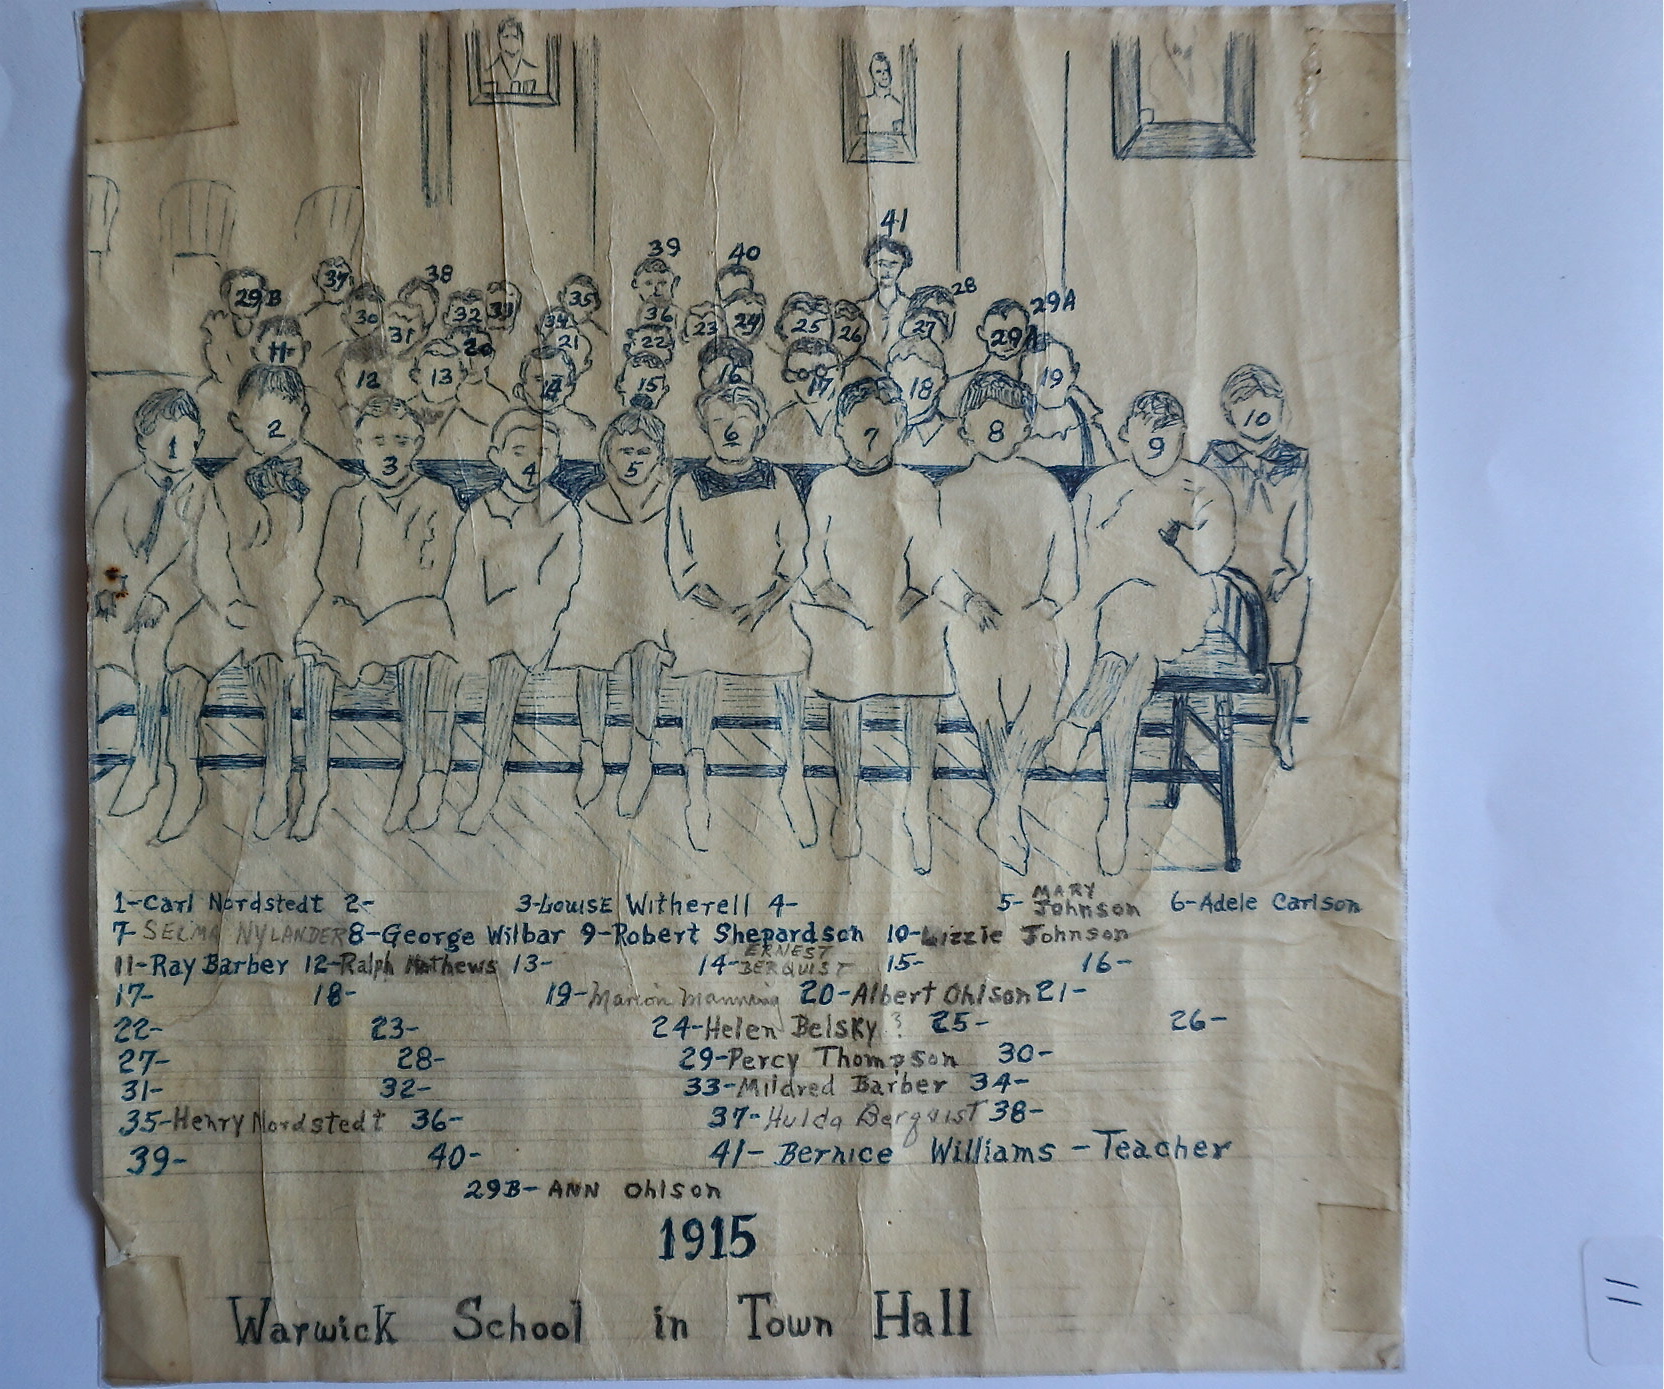 41
39 40
37 38 28
29B 35 29A
30 32 33 36 24
31 34 23 25 26 27 29A
11 20 21 22
12 13 14 15 16 17 18 19
1 2 3 4 5 6 7 8 9 10
1-Carl Nordstedt 2- 3-Louise Witherell 4- 5- MARY Johnson 6-Adele Carlson
7-SELMA NYLANDER 8-George Wilbar 9-Robert Shepardson 10-Lizzie Johnson
11-Ray Barber 12-Ralph Mathews 13- 14-ERNEST BERQUIST 15- 16-
17- 18- 19-Marion Manning 20-Albert Ohlson 21-
22- 23- 24-Helen Belsky ? 25- 26-
27- 28- 29-Percy Thompson 30-
31- 32- 33-Mildred Barber 34-
35-Henry Nordstedt 36- 37-Hulda Bergquist 38-
39- 40- 41- Bernice Williams - Teacher
29B- ANN Ohlson
1915
Warwick School in Town Hall
11